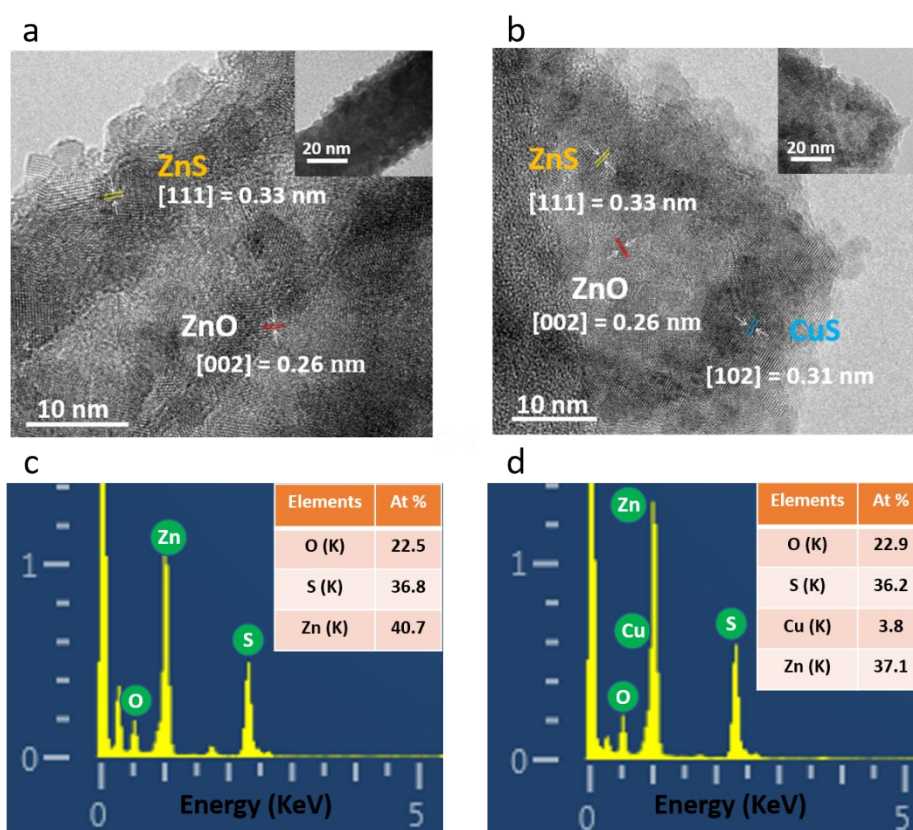 a
20 nm
ZnS
[111] = 0.33 nm
ZnO
[002] = 0.26 nm
10 nm
b
20 nm
ZnS
[111] = 0.33 nm
ZnO
[002] = 0.26 nm
CuS
[102] = 0.31 nm
10 nm
c
Elements At %
O (K) 22.5
S (K) 36.8
Zn (K) 40.7
Zn
S
O
1
0
0 5
Energy (KeV)
d
Elements At %
O (K) 22.9
S (K) 36.2
Cu (K) 3.8
Zn (K) 37.1
Zn
Cu
S
O
1
0
0 5
Energy (KeV)